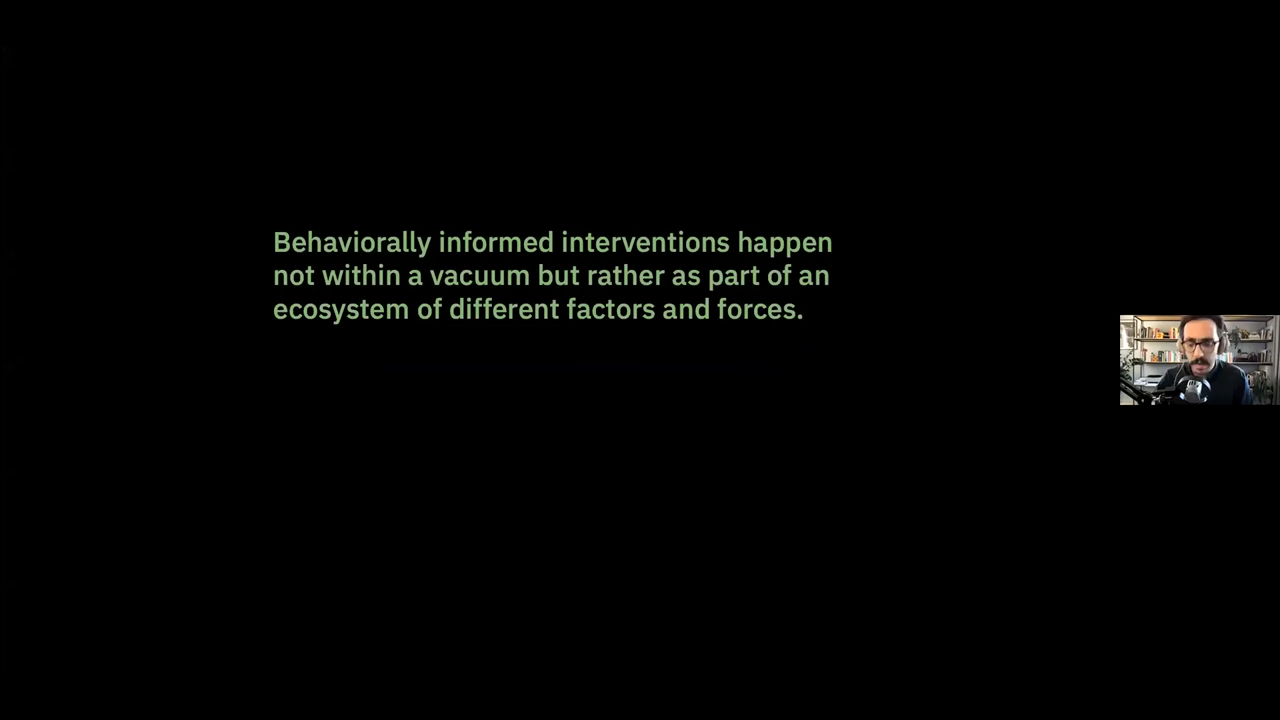 Behaviorally informed interventions happen
not within a vacuum but rather as part of an
ecosystem of different factors and forces.